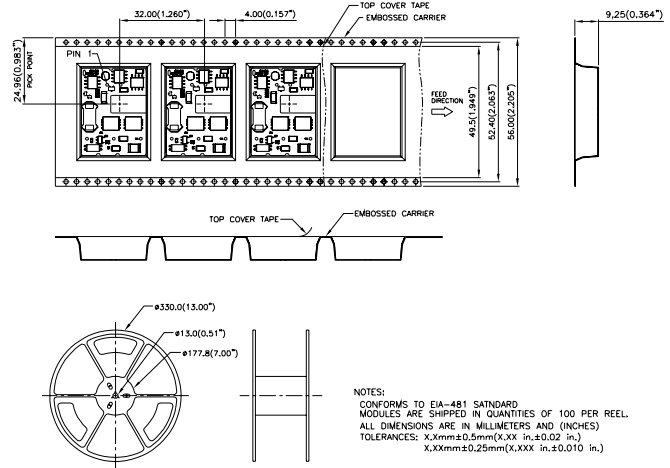 32.00(1.260")
4.00(0.157")
TOP COVER TAPE
EMBOSSED CARRIER
9.25(0.364")
PIN 1
24.96(0.983")
PICK POINT
FEED
DIRECTION
49.5(1.949")
52.40(2.063")
56.00(2.205")
TOP COVER TAPE
EMBOSSED CARRIER
ø330.0(13.00")
ø13.0(0.51")
ø177.8(7.00")
NOTES:
CONFORMS TO EIA-481 SATNDARD
MODULES ARE SHIPPED IN QUANTITIES OF 100 PER REEL.
ALL DIMENSIONS ARE IN MILLIMETERS AND (INCHES)
TOLERANCES: X.Xmm±0.5mm(X.XX in.±0.02 in.)
X.XXmm±0.25mm(X.XXX in.±0.010 in.)